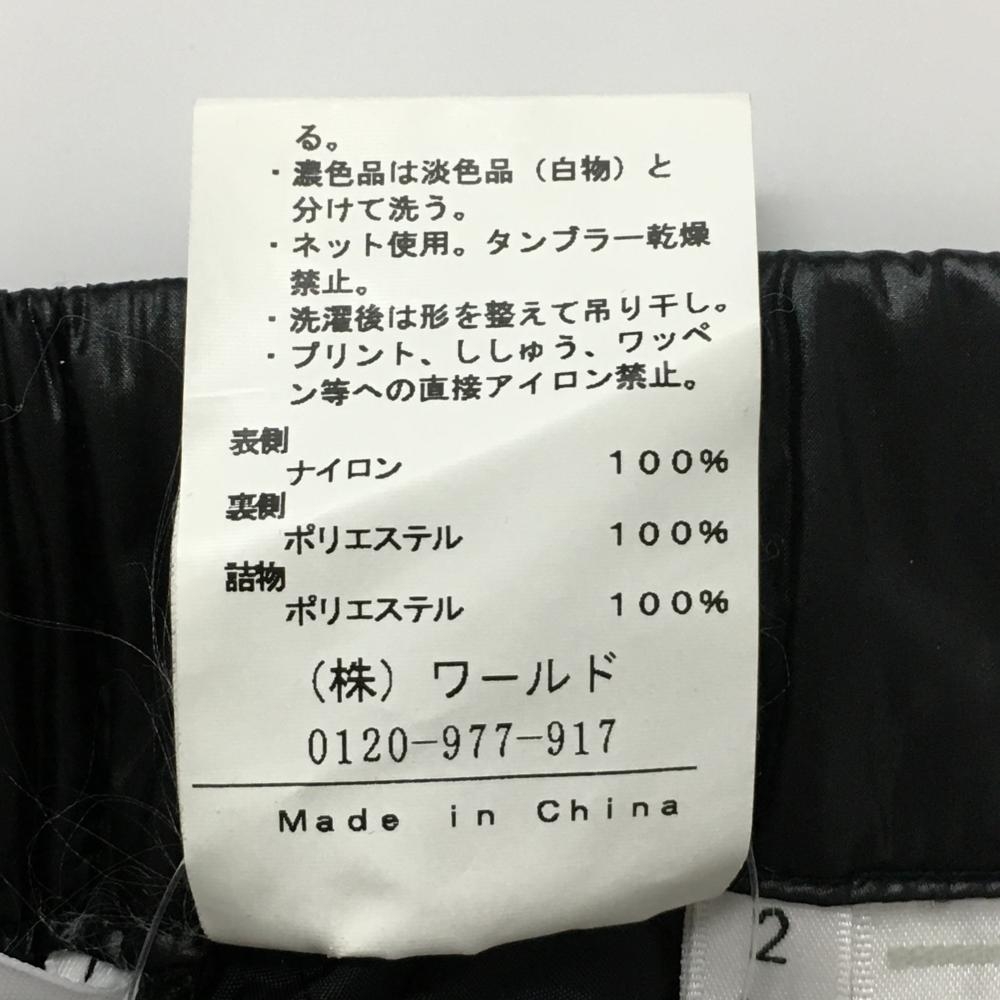 る。
・濃色品は淡色品（白物）と
分けて洗う。
・ネット使用。タンブラー乾燥
禁止。
・洗濯後は形を整えて吊り干し。
・プリント、ししゅう、ワッペ
ン等への直接アイロン禁止。
表側
ナイロン 100%
裏側
ポリエステル 100%
詰物
ポリエステル 100%
（株）ワールド
0120-977-917
Made in China
2